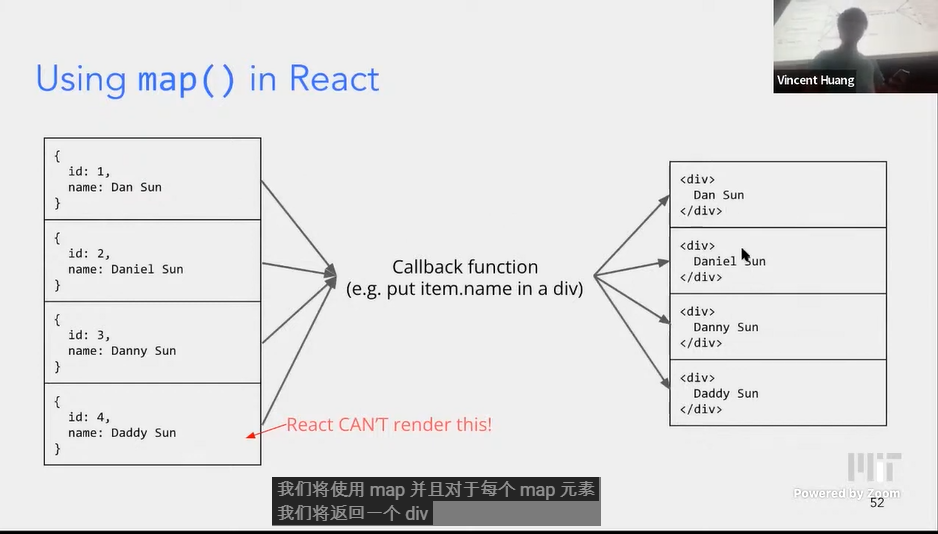 Vincent Huang
Using map() in React
{
id: 1,
name: Dan Sun
}
{
id: 2,
name: Daniel Sun
}
{
id: 3,
name: Danny Sun
}
{
id: 4,
name: Daddy Sun
}
Callback function
(e.g. put item.name in a div)
React CAN'T render this!
<div>
Dan Sun
</div>
<div>
Daniel Sun
</div>
<div>
Danny Sun
</div>
<div>
Daddy Sun
</div>
我们将使用 map 并且对于每个 map 元素
我们将返回一个 div
MIT
Powered by Zoom
52